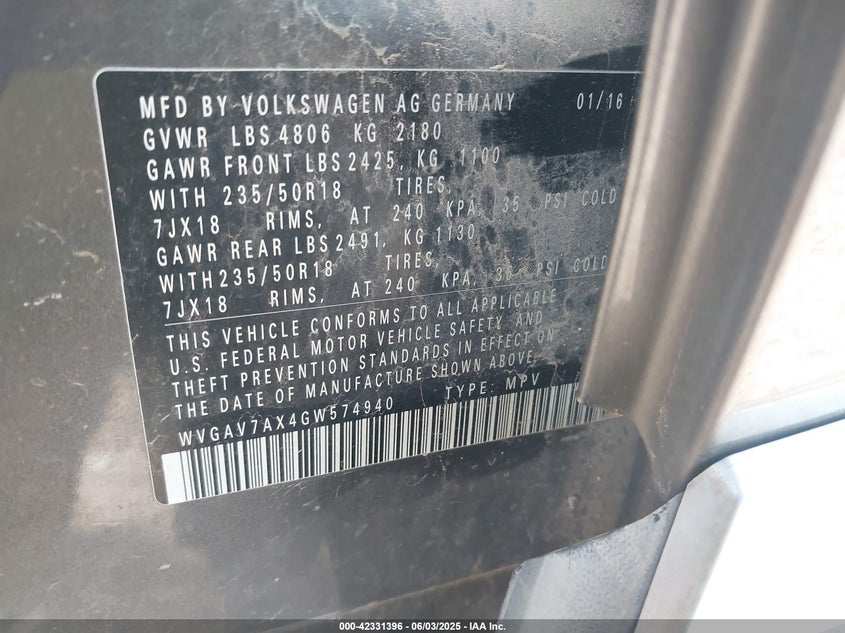 MFD BY VOLKSWAGEN AG GERMANY 01/16
GVWR LBS 4806 KG 2180
GAWR FRONT LBS 2425, KG 1100
WITH 235/50R18 TIRES,
7JX18 RIMS, AT 240 KPA, 35 PSI COLD
GAWR REAR LBS 2491, KG 1130
WITH235/50R18 TIRES,
7JX18 RIMS, AT 240 KPA, PSI COLD
THIS VEHICLE CONFORMS TO ALL APPLICABLE
U.S. FEDERAL MOTOR VEHICLE SAFETY, AND
THEFT PREVENTION STANDARDS IN EFFECT ON
THE DATE OF MANUFACTURE SHOWN ABOVE.
WVGAV7AX4GW574940 TYPE: MPV
000-42331396 - 06/03/2025 - IAA Inc.